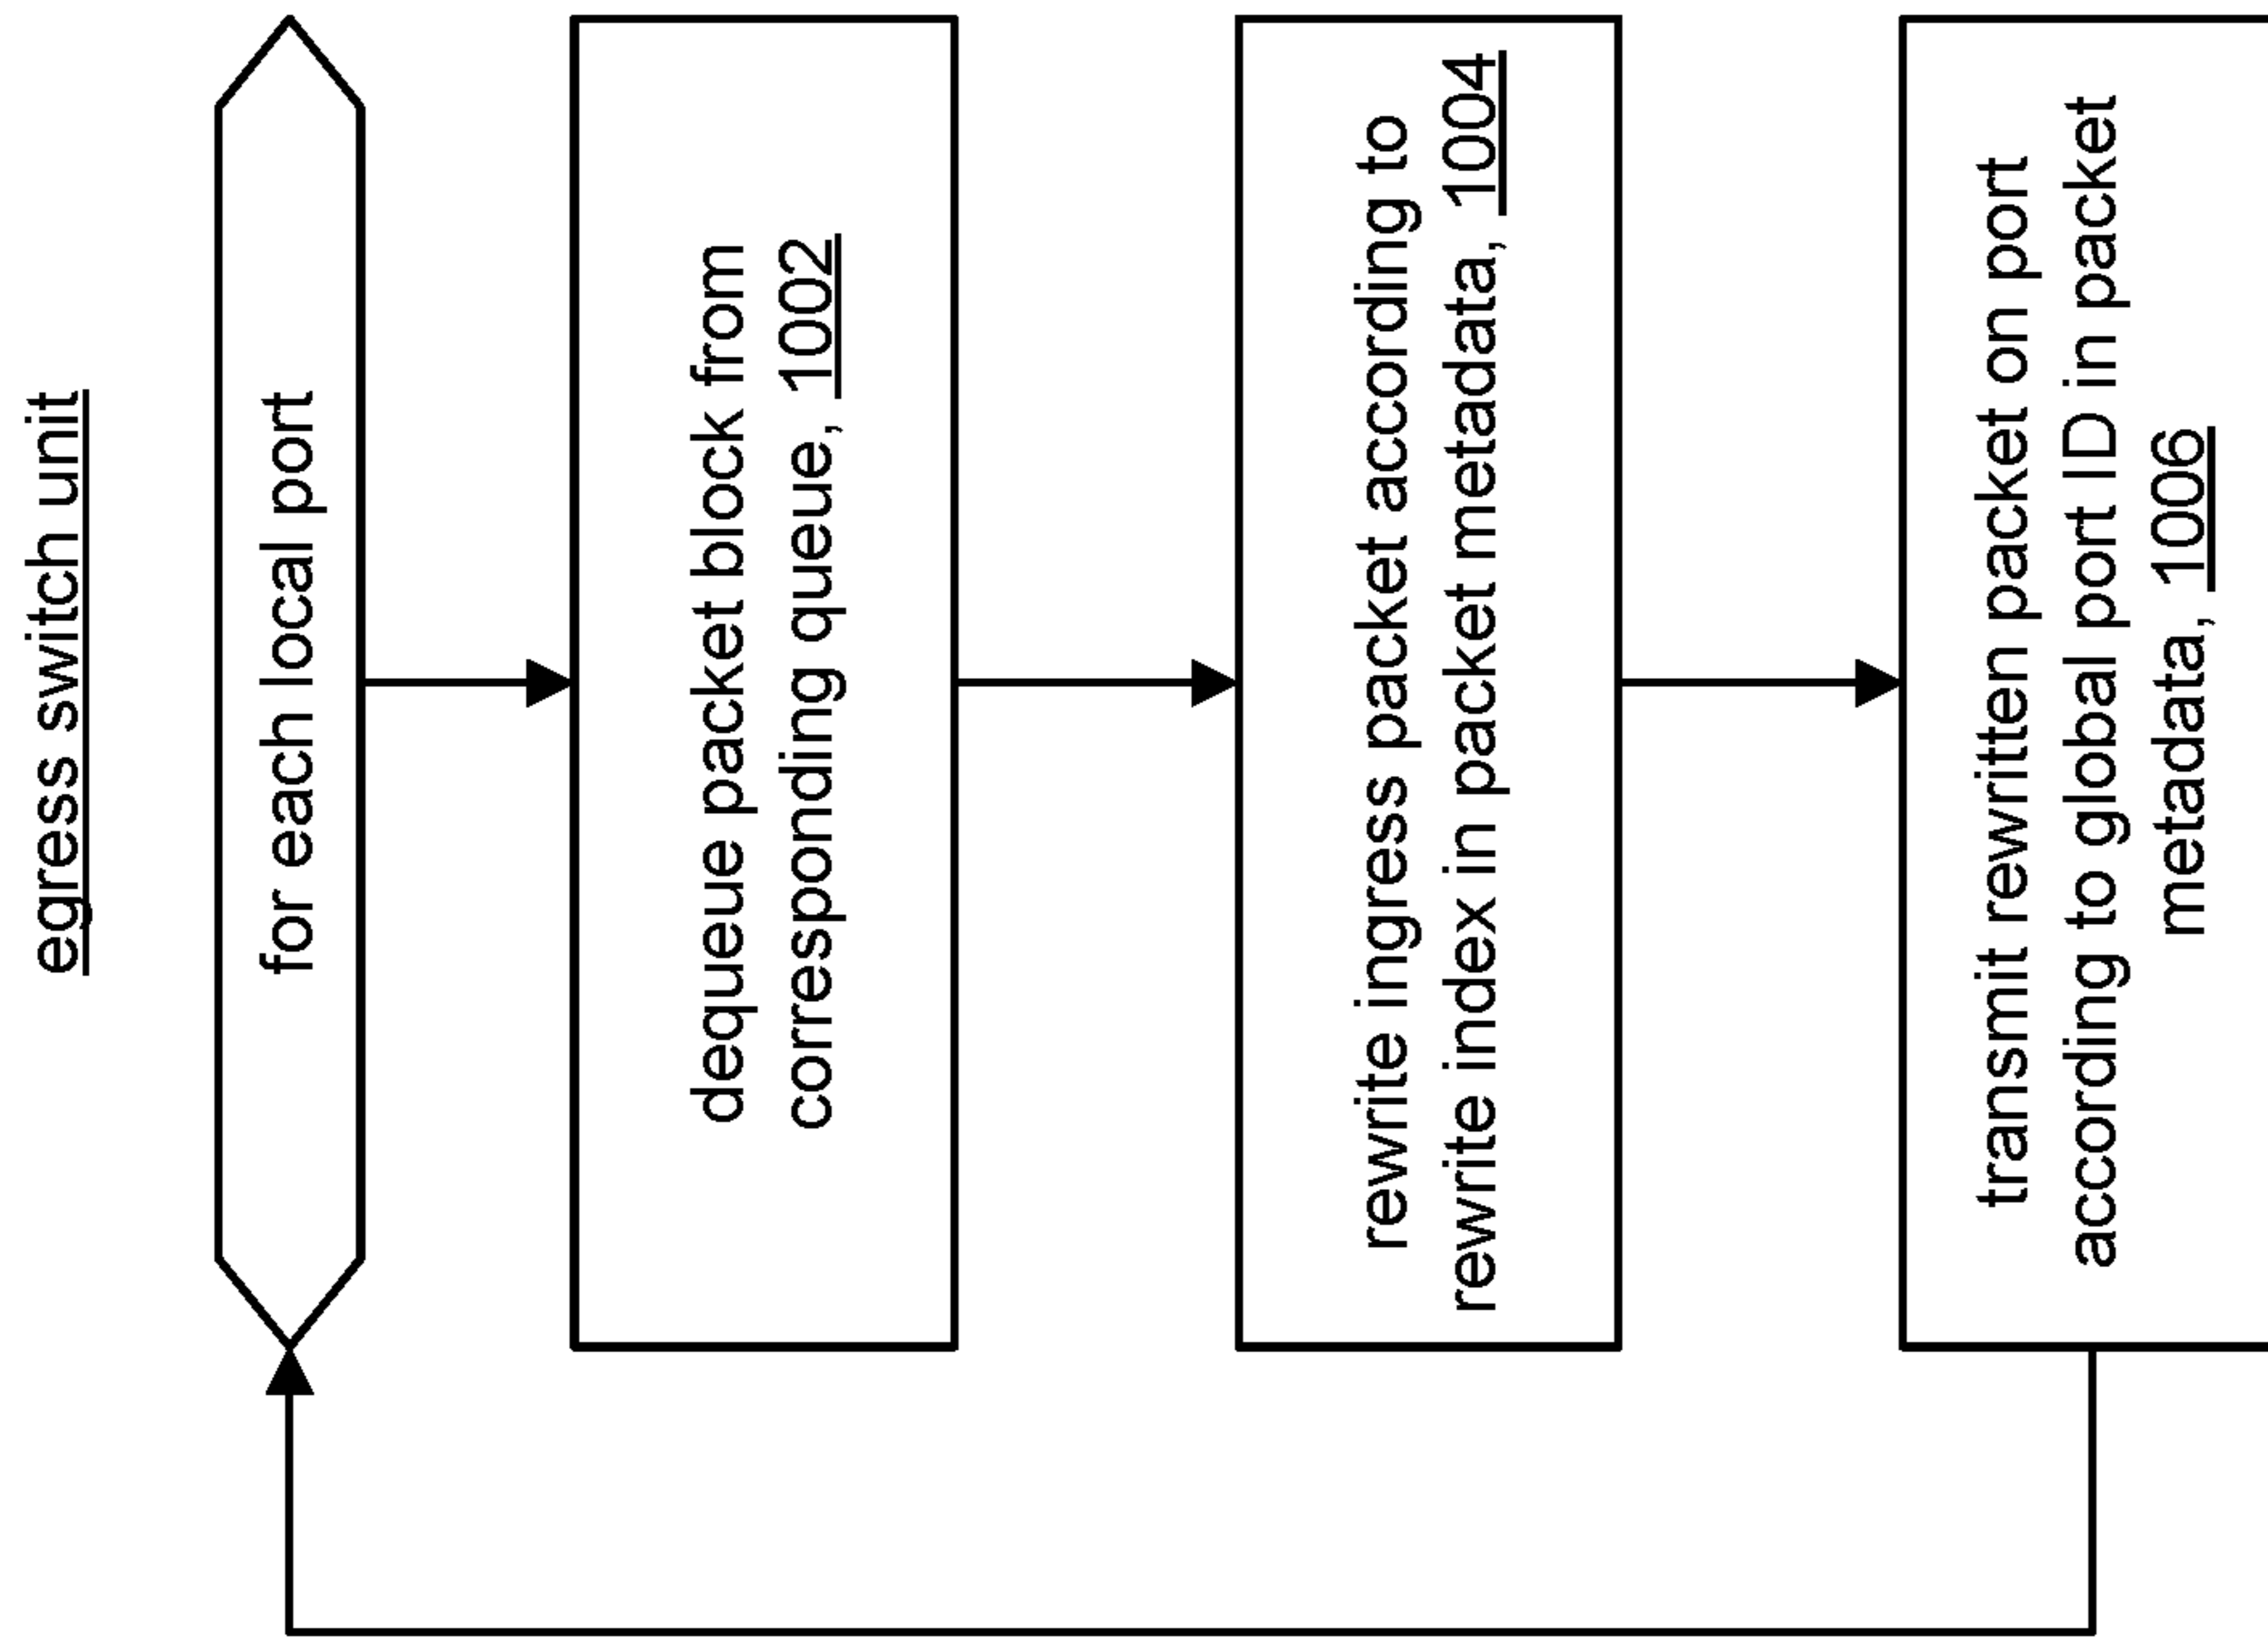 egress switch unit
for each local port
dequeue packet block from
corresponding queue, 1002
rewrite ingress packet according to
rewrite index in packet metadata, 1004
transmit rewritten packet on port
according to global port ID in packet
metadata, 1006